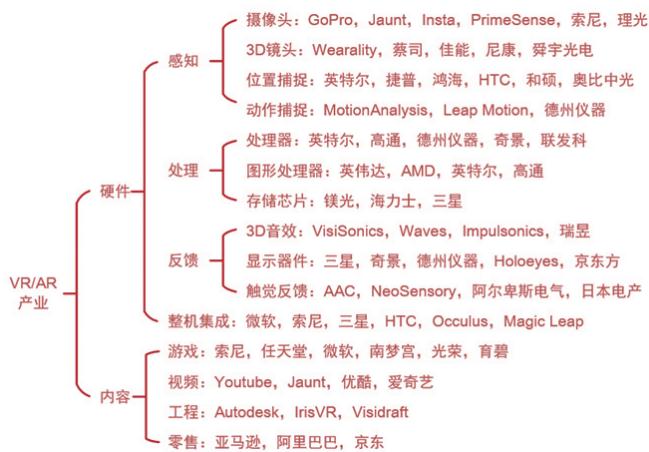 VR/AR
产业
硬件
感知
摄像头：GoPro，Jaunt，Insta，PrimeSense，索尼，理光
3D镜头：Wearality，蔡司，佳能，尼康，舜宇光电
位置捕捉：英特尔，捷普，鸿海，HTC，和硕，奥比中光
动作捕捉：MotionAnalysis，Leap Motion，德州仪器
处理
处理器：英特尔，高通，德州仪器，奇景，联发科
图形处理器：英伟达，AMD，英特尔，高通
存储芯片：镁光，海力士，三星
反馈
3D音效：VisiSonics，Waves，Impulsonics，瑞昱
显示器件：三星，奇景，德州仪器，Holoeyes，京东方
触觉反馈：AAC，NeoSensory，阿尔卑斯电气，日本电产
整机集成：微软，索尼，三星，HTC，Occulus，Magic Leap
内容
游戏：索尼，任天堂，微软，南梦宫，光荣，育碧
视频：Youtube，Jaunt，优酷，爱奇艺
工程：Autodesk，IrisVR，Visidraft
零售：亚马逊，阿里巴巴，京东